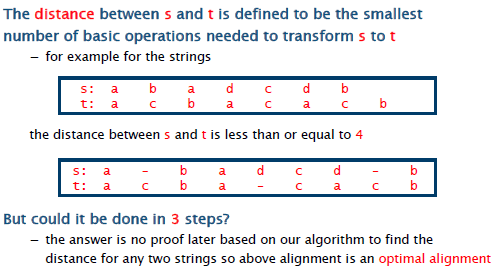 The distance between s and t is defined to be the smallest
number of basic operations needed to transform s to t
– for example for the strings
s: a b a d c d b
t: a c b a c a c b
the distance between s and t is less than or equal to 4
s: a – b a d c d – b
t: a c b a – c a c b
But could it be done in 3 steps?
– the answer is no proof later based on our algorithm to find the
distance for any two strings so above alignment is an optimal alignment